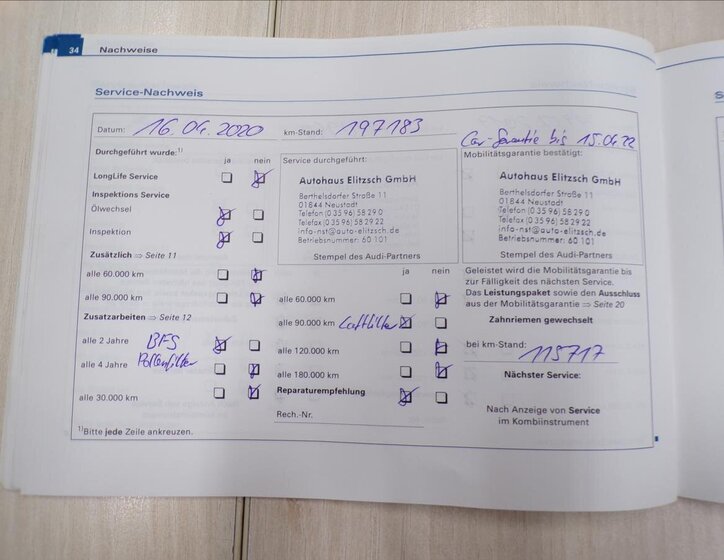 34 Nachweise
Service-Nachweis
Datum: 16.04.2020 km-Stand: 197183
Car-Garantie bis 15.04.22
Durchgeführt wurde:1)
ja nein
LongLife Service
Inspektions Service
Ölwechsel
Inspektion
Zusätzlich ⇒ Seite 11
alle 60.000 km
alle 90.000 km
Zusatzarbeiten ⇒ Seite 12
alle 2 Jahre BFS
alle 4 Jahre Pollenfilter
alle 30.000 km
1)Bitte jede Zeile ankreuzen.
Service durchgeführt:
Autohaus Elitzsch GmbH
Berthelsdorfer Straße 11
01844 Neustadt
Telefon (0 35 96) 58 29 0
Telefax (0 35 96) 58 29 20
info-nst@auto-elitzsch.de
Betriebsnummer: 60 101
Stempel des Audi-Partners
ja nein
alle 60.000 km
alle 90.000 km Luftfilter
alle 120.000 km
alle 180.000 km
Reparaturempfehlung
Rech.-Nr.
Mobilitätsgarantie bestätigt:
Autohaus Elitzsch GmbH
Berthelsdorfer Straße 11
01844 Neustadt
Telefon (0 35 96) 58 29 0
Telefax (0 35 96) 58 29 20
info-nst@auto-elitzsch.de
Betriebsnummer: 60 101
Stempel des Audi-Partners
Geleistet wird die Mobilitätsgarantie bis
zur Fälligkeit des nächsten Service.
Das Leistungspaket sowie den Ausschluss
aus der Mobilitätsgarantie ⇒ Seite 20
Zahnriemen gewechselt
bei km-Stand: 115717
Nächster Service:
Nach Anzeige von Service
im Kombiinstrument